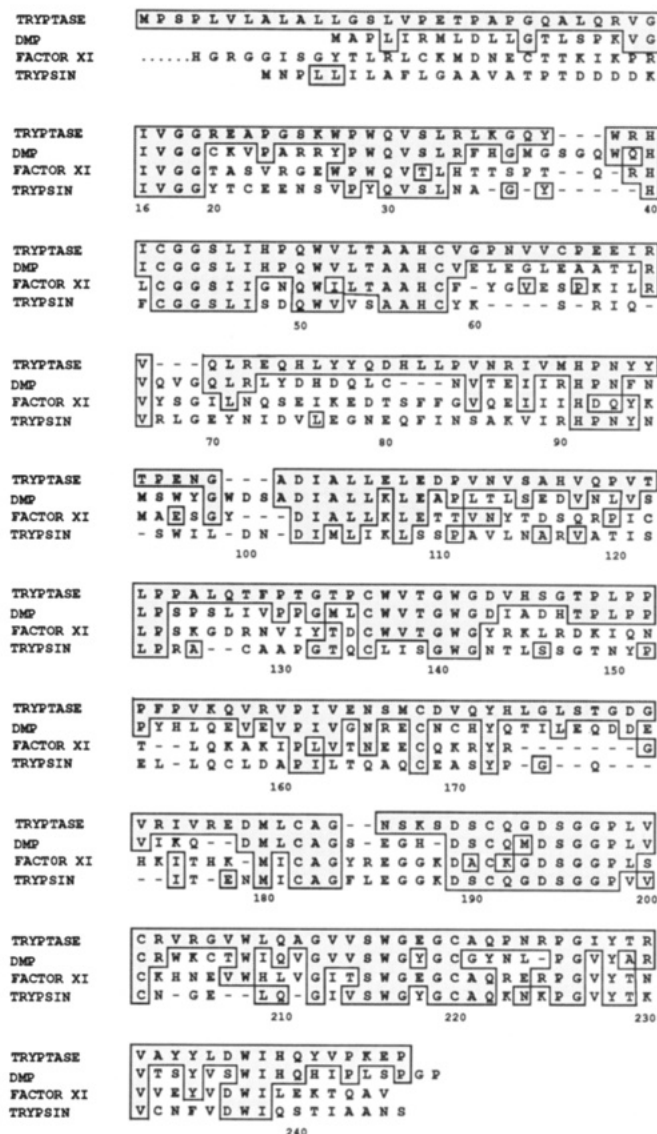 TRYPTASE M P S P L V L A L A L L G S L V P E T P A P G Q A L Q R V G
DMP M A P L I R M L D L L G T L S P K V G
FACTOR XI ......H G R G G I S G Y T L R L C K M D N E C T T K I K P R
TRYPSIN M N P L L I L A F L G A A V A T P T D D D D K
TRYPTASE I V G G R E A P G S K W P W Q V S L R L K G Q Y - - - W R H
DMP I V G G C K V P A R R Y P W Q V S L R F H G M G S G Q W Q H
FACTOR XI I V G G T A S V R G E W P W Q V T L H T T S P T - - Q - R H
TRYPSIN I V G G Y T C E E N S V P Y Q V S L N A - G - Y - - - - - H
16 20 30 40
TRYPTASE I C G G S L I H P Q W V L T A A H C V G P N V V C P E E I R
DMP I C G G S L I H P Q W V L T A A H C V E L E G L E A A T L R
FACTOR XI L C G G S I I G N Q W I L T A A H C F - Y G V E S P K I L R
TRYPSIN F C G G S L I S D Q W V V S A A H C Y K - - - - S - R I Q -
50 60
TRYPTASE V - - - Q L R E Q H L Y Y Q D H L L P V N R I V M H P N Y Y
DMP V Q V G Q L R L Y D H D Q L C - - - N V T E I I R H P N F N
FACTOR XI V Y S G I L N Q S E I K E D T S F F G V Q E I I I H D Q Y K
TRYPSIN V R L G E Y N I D V L E G N E Q F I N S A K V I R H P N Y N
70 80 90
TRYPTASE T P E N G - - - A D I A L L E L E D P V N V S A H V Q P V T
DMP M S W Y G W D S A D I A L L K L E A P L T L S E D V N L V S
FACTOR XI M A E S G Y - - - D I A L L K L E T T V N Y T D S Q R P I C
TRYPSIN - S W I L - D N - D I M L I K L S S P A V L N A R V A T I S
100 110 120
TRYPTASE L P P A L Q T F P T G T P C W V T G W G D V H S G T P L P P
DMP L P S P S L I V P P G M L C W V T G W G D I A D H T P L P P
FACTOR XI L P S K G D R N V I Y T D C W V T G W G Y R K L R D K I Q N
TRYPSIN L P R A - - C A A P G T Q C L I S G W G N T L S S G T N Y P
130 140 150
TRYPTASE P F P V K Q V R V P I V E N S M C D V Q Y H L G L S T G D G
DMP P Y H L Q E V E V P I V G N R E C N C H Y Q T I L E Q D D E
FACTOR XI T - - L Q K A K I P L V T N E E C Q K R Y R - - - - - - - G
TRYPSIN E L - L Q C L D A P I L T Q A Q C E A S Y P - G - - Q - - -
160 170
TRYPTASE V R I V R E D M L C A G - - N S K S D S C Q G D S G G P L V
DMP V I K Q - - D M L C A G S - E G H - D S C Q M D S G G P L V
FACTOR XI H K I T H K - M I C A G Y R E G G K D A C K G D S G G P L S
TRYPSIN - - I T - E N M I C A G F L E G G K D S C Q G D S G G P V V
180 190 200
TRYPTASE C R V R G V W L Q A G V V S W G E G C A Q P N R P G I Y T R
DMP C R W K C T W I Q V G V V S W G Y G C G Y N L - P G V Y A R
FACTOR XI C K H N E V W H L V G I T S W G E G C A Q R E R P G V Y T N
TRYPSIN C N - G E - - L Q - G I V S W G Y G C A Q K N K P G V Y T K
210 220 230
TRYPTASE V A Y Y L D W I H Q Y V P K E P
DMP V T S Y V S W I H Q H I P L S P G P
FACTOR XI V V E Y V D W I L E K T Q A V
TRYPSIN V C N F V D W I Q S T I A A N S
240